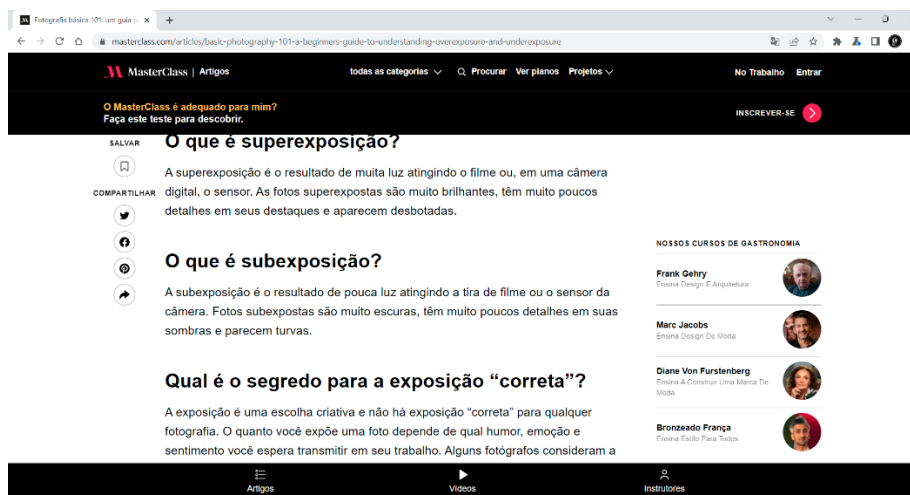 Fotografia básica 101: um guia p
masterclass.com/articles/basic-photography-101-a-beginners-guide-to-understanding-overexposure-and-underexposure
MasterClass | Artigos
todas as categorias
Procurar
Ver planos
Projetos
No Trabalho
Entrar
O MasterClass é adequado para mim?
Faça este teste para descobrir.
INSCREVER-SE
SALVAR
COMPARTILHAR
O que é superexposição?
A superexposição é o resultado de muita luz atingindo o filme ou, em uma câmera
digital, o sensor. As fotos superexpostas são muito brilhantes, têm muito poucos
detalhes em seus destaques e aparecem desbotadas.
O que é subexposição?
A subexposição é o resultado de pouca luz atingindo a tira de filme ou o sensor da
câmera. Fotos subexpostas são muito escuras, têm muito poucos detalhes em suas
sombras e parecem turvas.
Qual é o segredo para a exposição “correta”?
A exposição é uma escolha criativa e não há exposição “correta” para qualquer
fotografia. O quanto você expõe uma foto depende de qual humor, emoção e
sentimento você espera transmitir em seu trabalho. Alguns fotógrafos consideram a
NOSSOS CURSOS DE GASTRONOMIA
Frank Gehry
Ensina Design E Arquitetura
Marc Jacobs
Ensina Design De Moda
Diane Von Furstenberg
Ensina A Construir Uma Marca De
Moda
Bronzeado França
Ensina Estilo Para Todos
Artigos
Vídeos
Instrutores